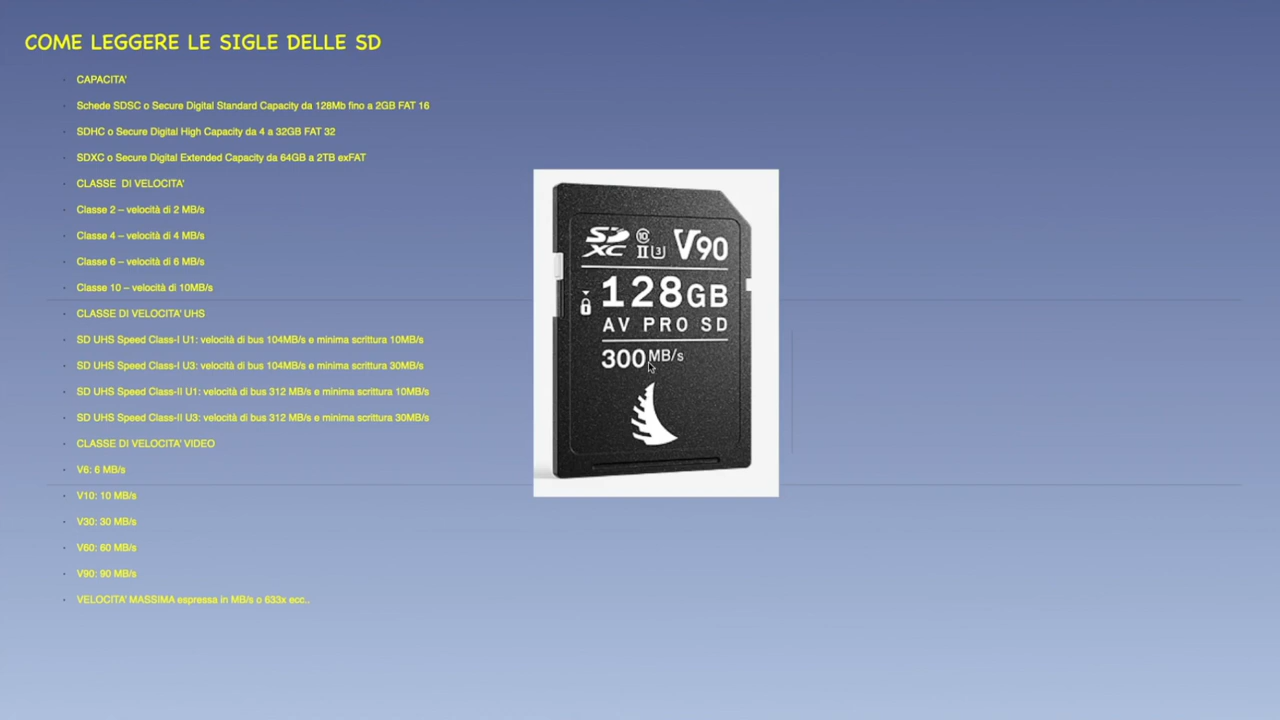 COME LEGGERE LE SIGLE DELLE SD
CAPACITA'
Schede SDSC o Secure Digital Standard Capacity da 128Mb fino a 2GB FAT 16
SDHC o Secure Digital High Capacity da 4 a 32GB FAT 32
SDXC o Secure Digital Extended Capacity da 64GB a 2TB exFAT
CLASSE DI VELOCITA'
Classe 2 – velocità di 2 MB/s
Classe 4 – velocità di 4 MB/s
Classe 6 – velocità di 6 MB/s
Classe 10 – velocità di 10MB/s
CLASSE DI VELOCITA' UHS
SD UHS Speed Class-I U1: velocità di bus 104MB/s e minima scrittura 10MB/s
SD UHS Speed Class-I U3: velocità di bus 104MB/s e minima scrittura 30MB/s
SD UHS Speed Class-II U1: velocità di bus 312 MB/s e minima scrittura 10MB/s
SD UHS Speed Class-II U3: velocità di bus 312 MB/s e minima scrittura 30MB/s
CLASSE DI VELOCITA' VIDEO
V6: 6 MB/s
V10: 10 MB/s
V30: 30 MB/s
V60: 60 MB/s
V90: 90 MB/s
VELOCITA' MASSIMA espressa in MB/s o 633x ecc..
SD XC 10 II 3 V90
128GB
AV PRO SD
300 MB/s